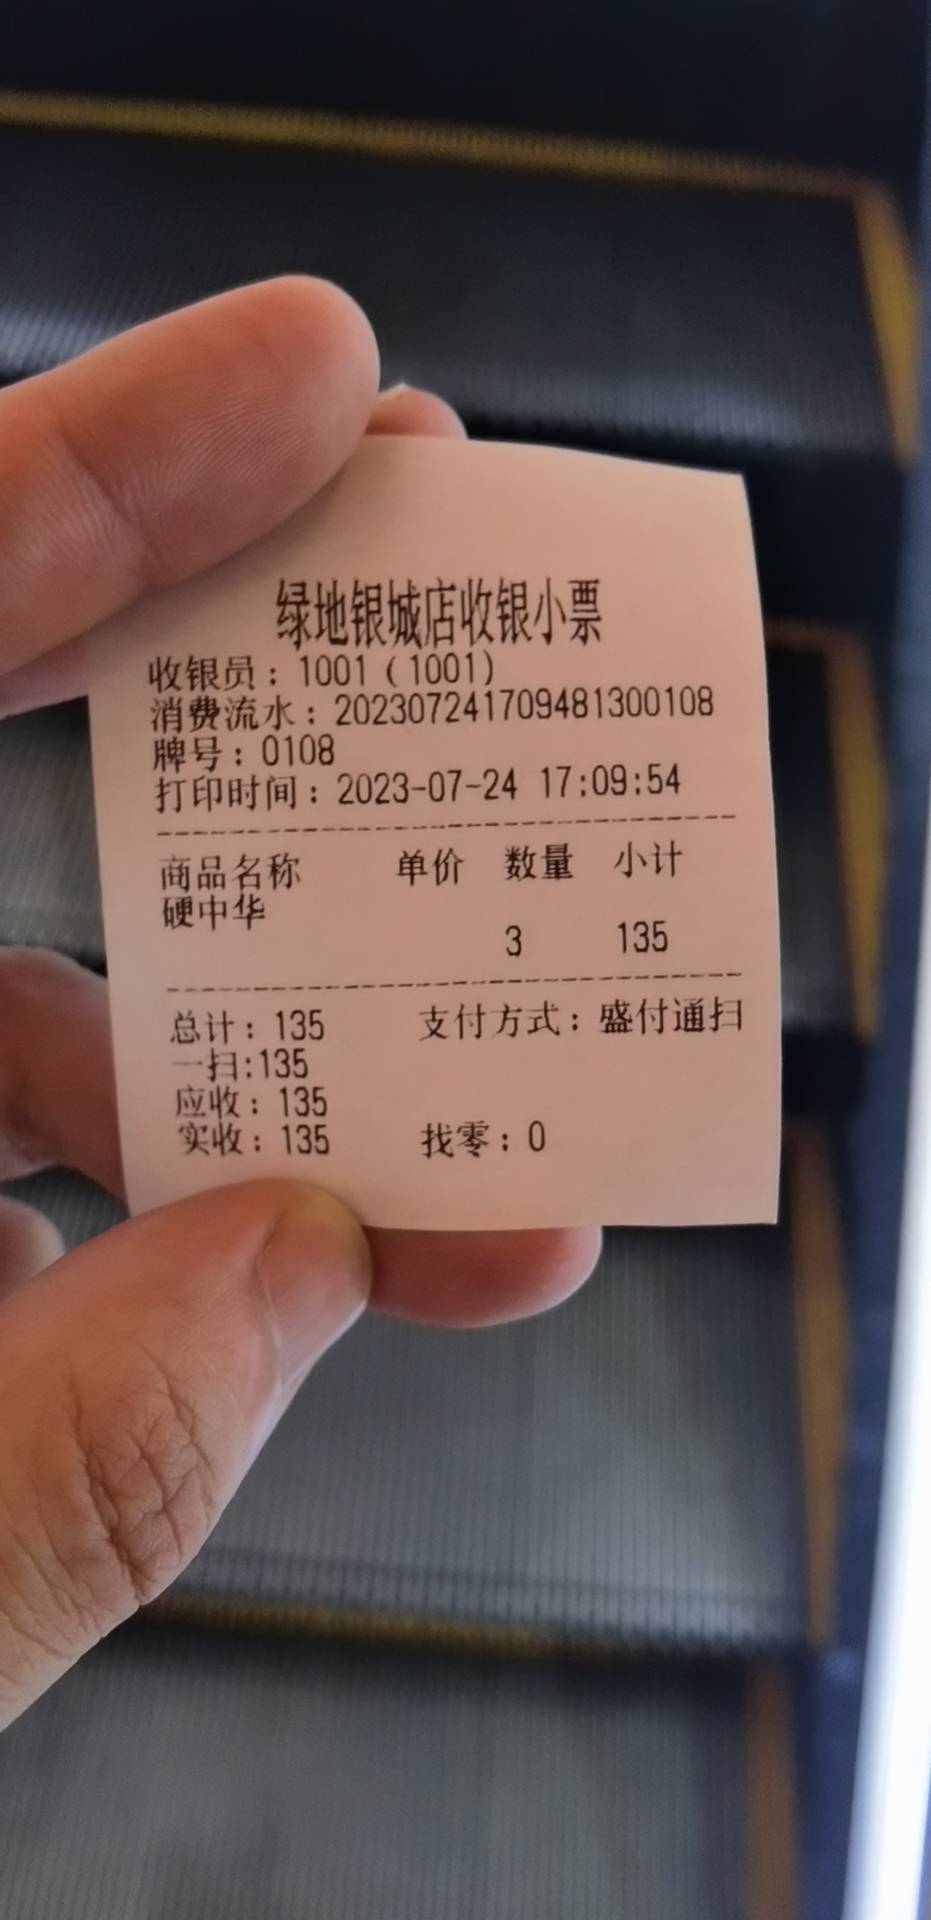 绿地银城店收银小票
收银员：1001（1001）
消费流水：2023072417094813​00108
牌号：0108
打印时间：2023-07-24 17:09:54
商品名称 单价 数量 小计
硬中华
3 135
总计：135 支付方式：盛付通扫
一扫:135
应收：135
实收：135 找零：0